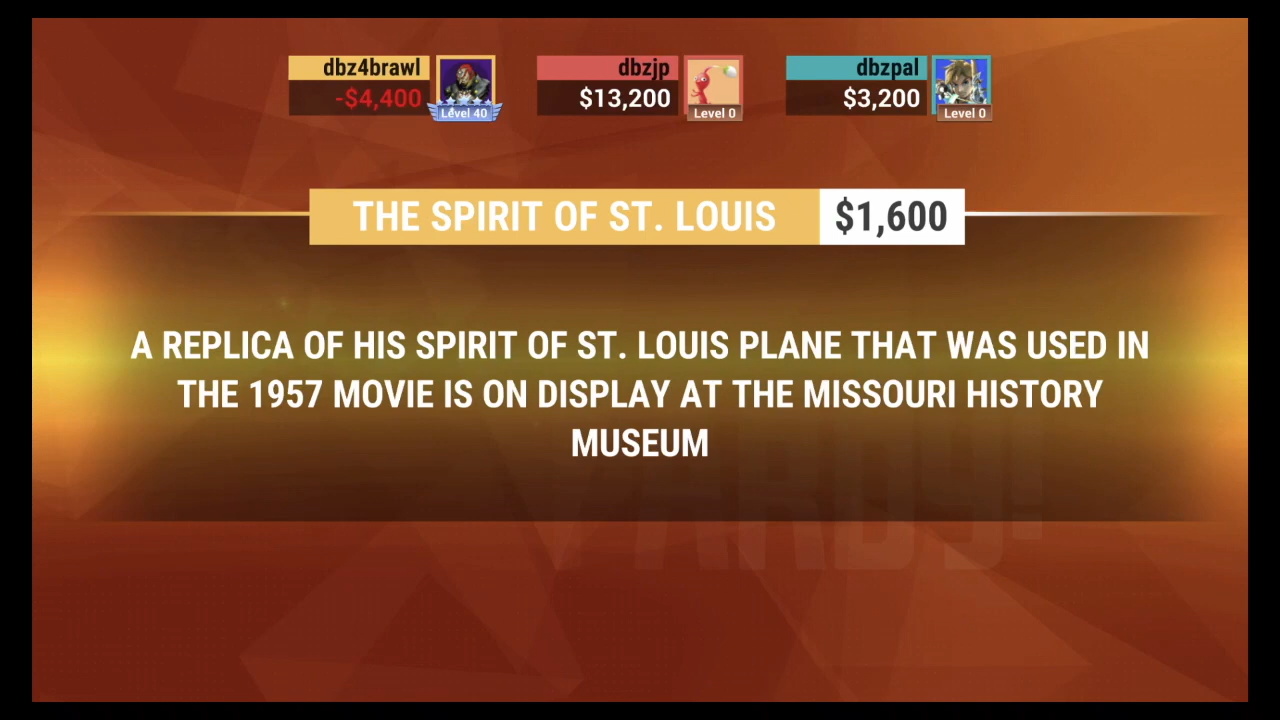 dbz4brawl
-$4,400
Level 40
dbzjp
$13,200
Level 0
dbzpal
$3,200
Level 0
THE SPIRIT OF ST. LOUIS $1,600
A REPLICA OF HIS SPIRIT OF ST. LOUIS PLANE THAT WAS USED IN
THE 1957 MOVIE IS ON DISPLAY AT THE MISSOURI HISTORY
MUSEUM